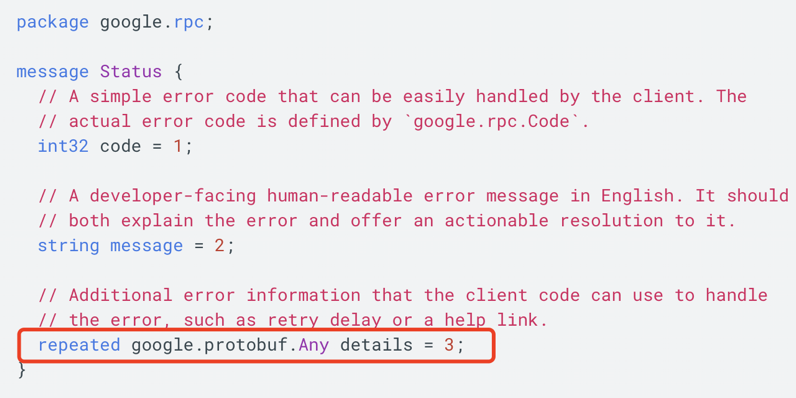 package google.rpc;
message Status {
// A simple error code that can be easily handled by the client. The
// actual error code is defined by `google.rpc.Code`.
int32 code = 1;
// A developer-facing human-readable error message in English. It should
// both explain the error and offer an actionable resolution to it.
string message = 2;
// Additional error information that the client code can use to handle
// the error, such as retry delay or a help link.
repeated google.protobuf.Any details = 3;
}